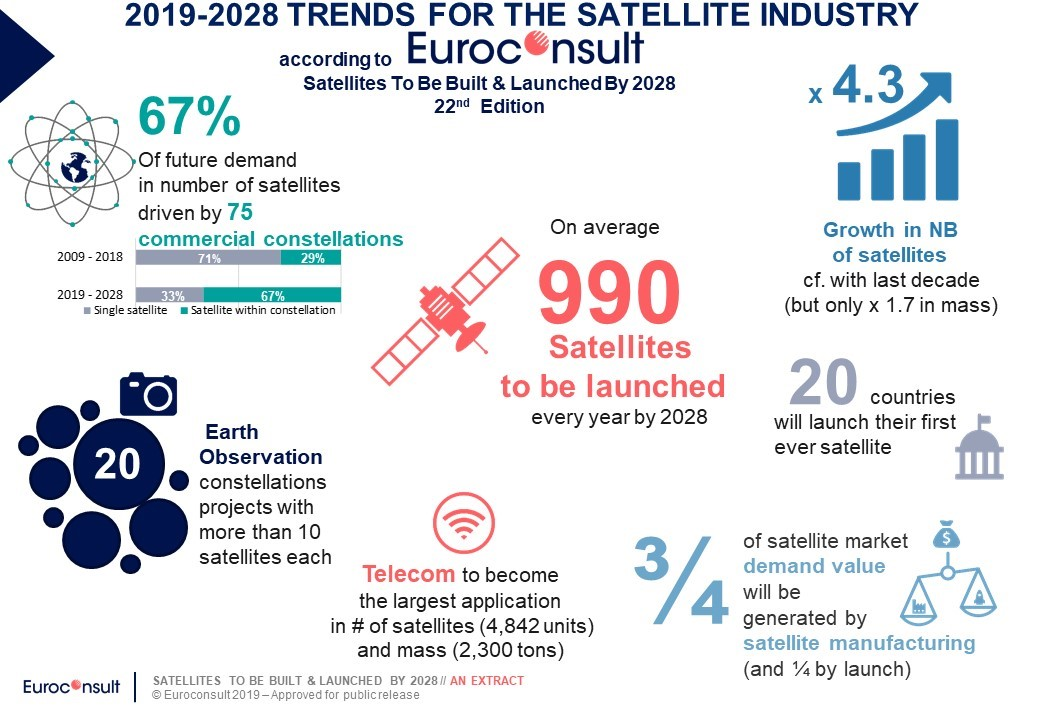 2019-2028 TRENDS FOR THE SATELLITE INDUSTRY
according to Euroconsult
Satellites To Be Built & Launched By 2028
22nd Edition
67%
Of future demand
in number of satellites
driven by 75
commercial constellations
2009 - 2018 71% 29%
2019 - 2028 33% 67%
Single satellite Satellite within constellation
On average
990
Satellites
to be launched
every year by 2028
x 4.3
Growth in NB
of satellites
cf. with last decade
(but only x 1.7 in mass)
20 countries
will launch their first
ever satellite
20
Earth
Observation
constellations
projects with
more than 10
satellites each
Telecom to become
the largest application
in # of satellites (4,842 units)
and mass (2,300 tons)
3/4
of satellite market
demand value
will be
generated by
satellite manufacturing
(and ¼ by launch)
$
Euroconsult
SATELLITES TO BE BUILT & LAUNCHED BY 2028 // AN EXTRACT
© Euroconsult 2019 – Approved for public release